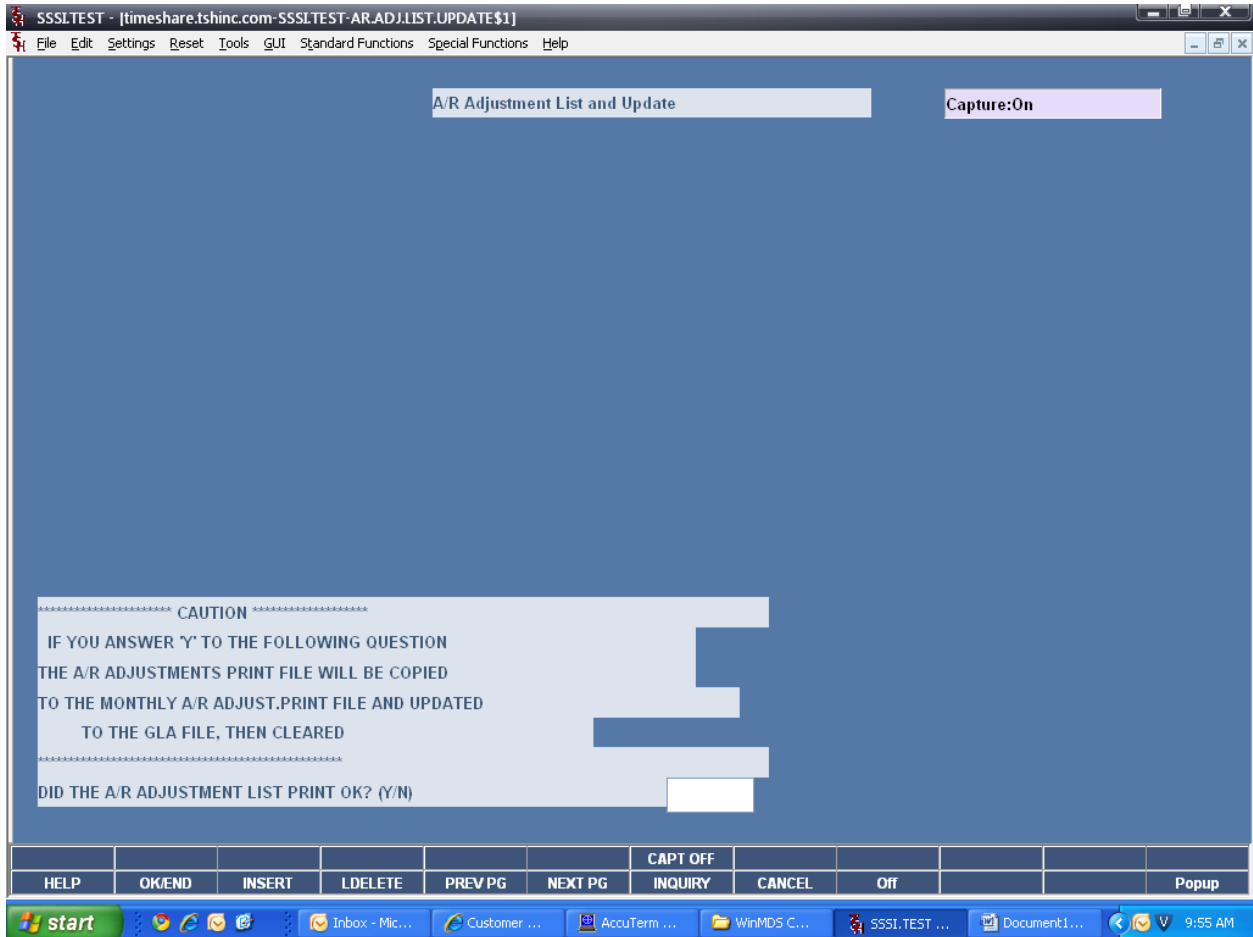 SSSI.TEST - [timeshare.tshinc.com-SSSI.TEST-AR.ADJ.LIST.UPDATE$1]
File Edit Settings Reset Tools GUI Standard Functions Special Functions Help
A/R Adjustment List and Update
Capture:On
********************** CAUTION *******************
IF YOU ANSWER 'Y' TO THE FOLLOWING QUESTION
THE A/R ADJUSTMENTS PRINT FILE WILL BE COPIED
TO THE MONTHLY A/R ADJUST.PRINT FILE AND UPDATED
TO THE GLA FILE, THEN CLEARED
**************************************************
DID THE A/R ADJUSTMENT LIST PRINT OK? (Y/N)
CAPT OFF
HELP OK/END INSERT LDELETE PREV PG NEXT PG INQUIRY CANCEL Off Popup
start Inbox - Mic... Customer ... AccuTerm ... WinMDS C... SSSI.TEST ... Document1... V 9:55 AM